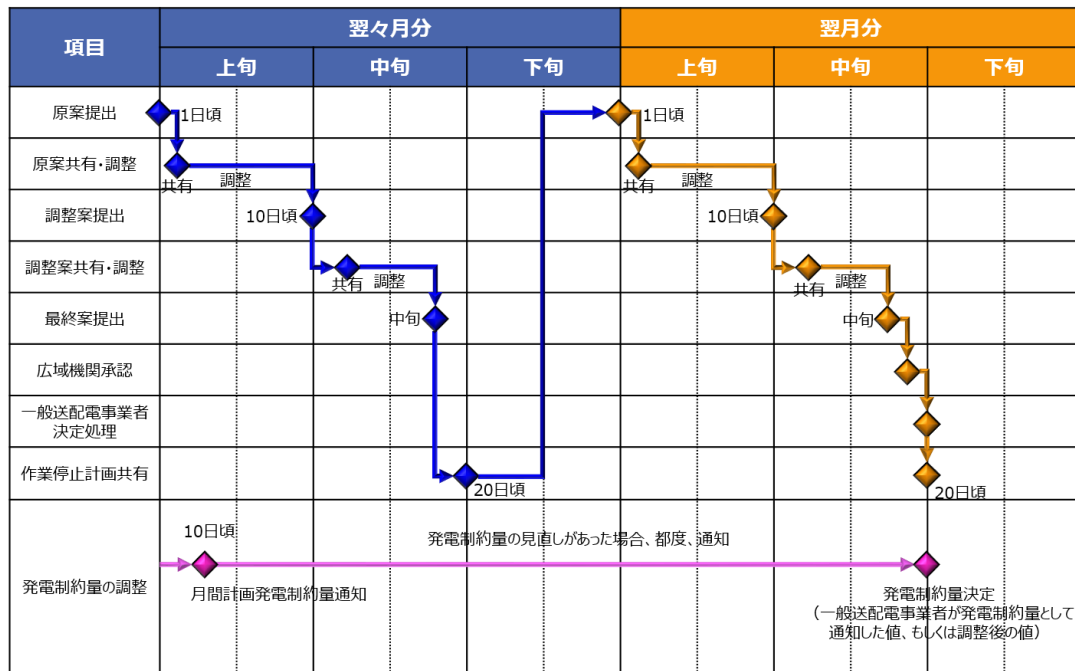 項目
翌々月分
翌月分
上旬
中旬
下旬
上旬
中旬
下旬
原案提出
1日頃
1日頃
原案共有・調整
共有
調整
共有
調整
調整案提出
10日頃
10日頃
調整案共有・調整
共有
調整
共有
調整
最終案提出
中旬
中旬
広域機関承認
一般送配電事業者
決定処理
作業停止計画共有
20日頃
20日頃
発電制約量の調整
10日頃
発電制約量の見直しがあった場合、都度、通知
月間計画発電制約量通知
発電制約量決定
(一般送配電事業者が発電制約量として
通知した値、もしくは調整後の値)